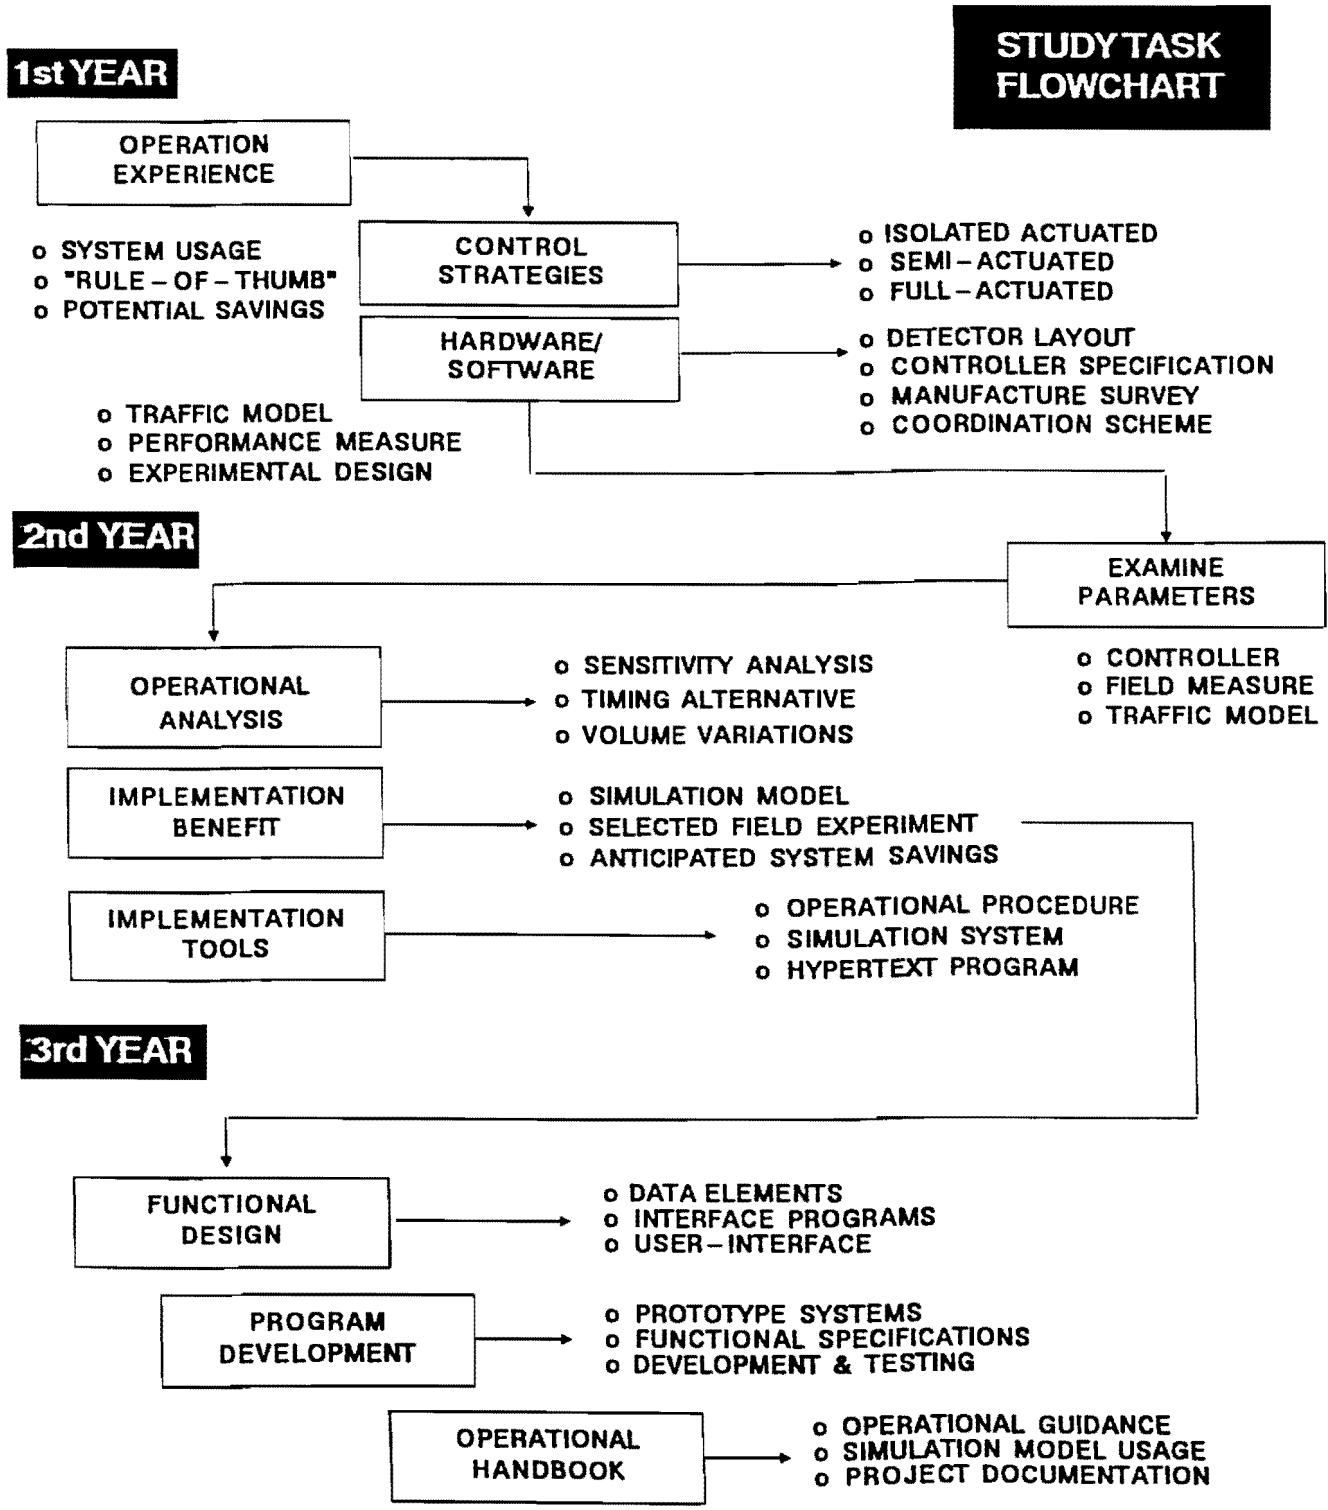 STUDY TASK
FLOWCHART
1st YEAR
OPERATION
EXPERIENCE
o SYSTEM USAGE
o "RULE-OF-THUMB"
o POTENTIAL SAVINGS
CONTROL
STRATEGIES
o ISOLATED ACTUATED
o SEMI-ACTUATED
o FULL-ACTUATED
HARDWARE/
SOFTWARE
o DETECTOR LAYOUT
o CONTROLLER SPECIFICATION
o MANUFACTURE SURVEY
o COORDINATION SCHEME
o TRAFFIC MODEL
o PERFORMANCE MEASURE
o EXPERIMENTAL DESIGN
2nd YEAR
EXAMINE
PARAMETERS
o CONTROLLER
o FIELD MEASURE
o TRAFFIC MODEL
OPERATIONAL
ANALYSIS
o SENSITIVITY ANALYSIS
o TIMING ALTERNATIVE
o VOLUME VARIATIONS
IMPLEMENTATION
BENEFIT
o SIMULATION MODEL
o SELECTED FIELD EXPERIMENT
o ANTICIPATED SYSTEM SAVINGS
IMPLEMENTATION
TOOLS
o OPERATIONAL PROCEDURE
o SIMULATION SYSTEM
o HYPERTEXT PROGRAM
3rd YEAR
FUNCTIONAL
DESIGN
o DATA ELEMENTS
o INTERFACE PROGRAMS
o USER-INTERFACE
PROGRAM
DEVELOPMENT
o PROTOTYPE SYSTEMS
o FUNCTIONAL SPECIFICATIONS
o DEVELOPMENT & TESTING
OPERATIONAL
HANDBOOK
o OPERATIONAL GUIDANCE
o SIMULATION MODEL USAGE
o PROJECT DOCUMENTATION